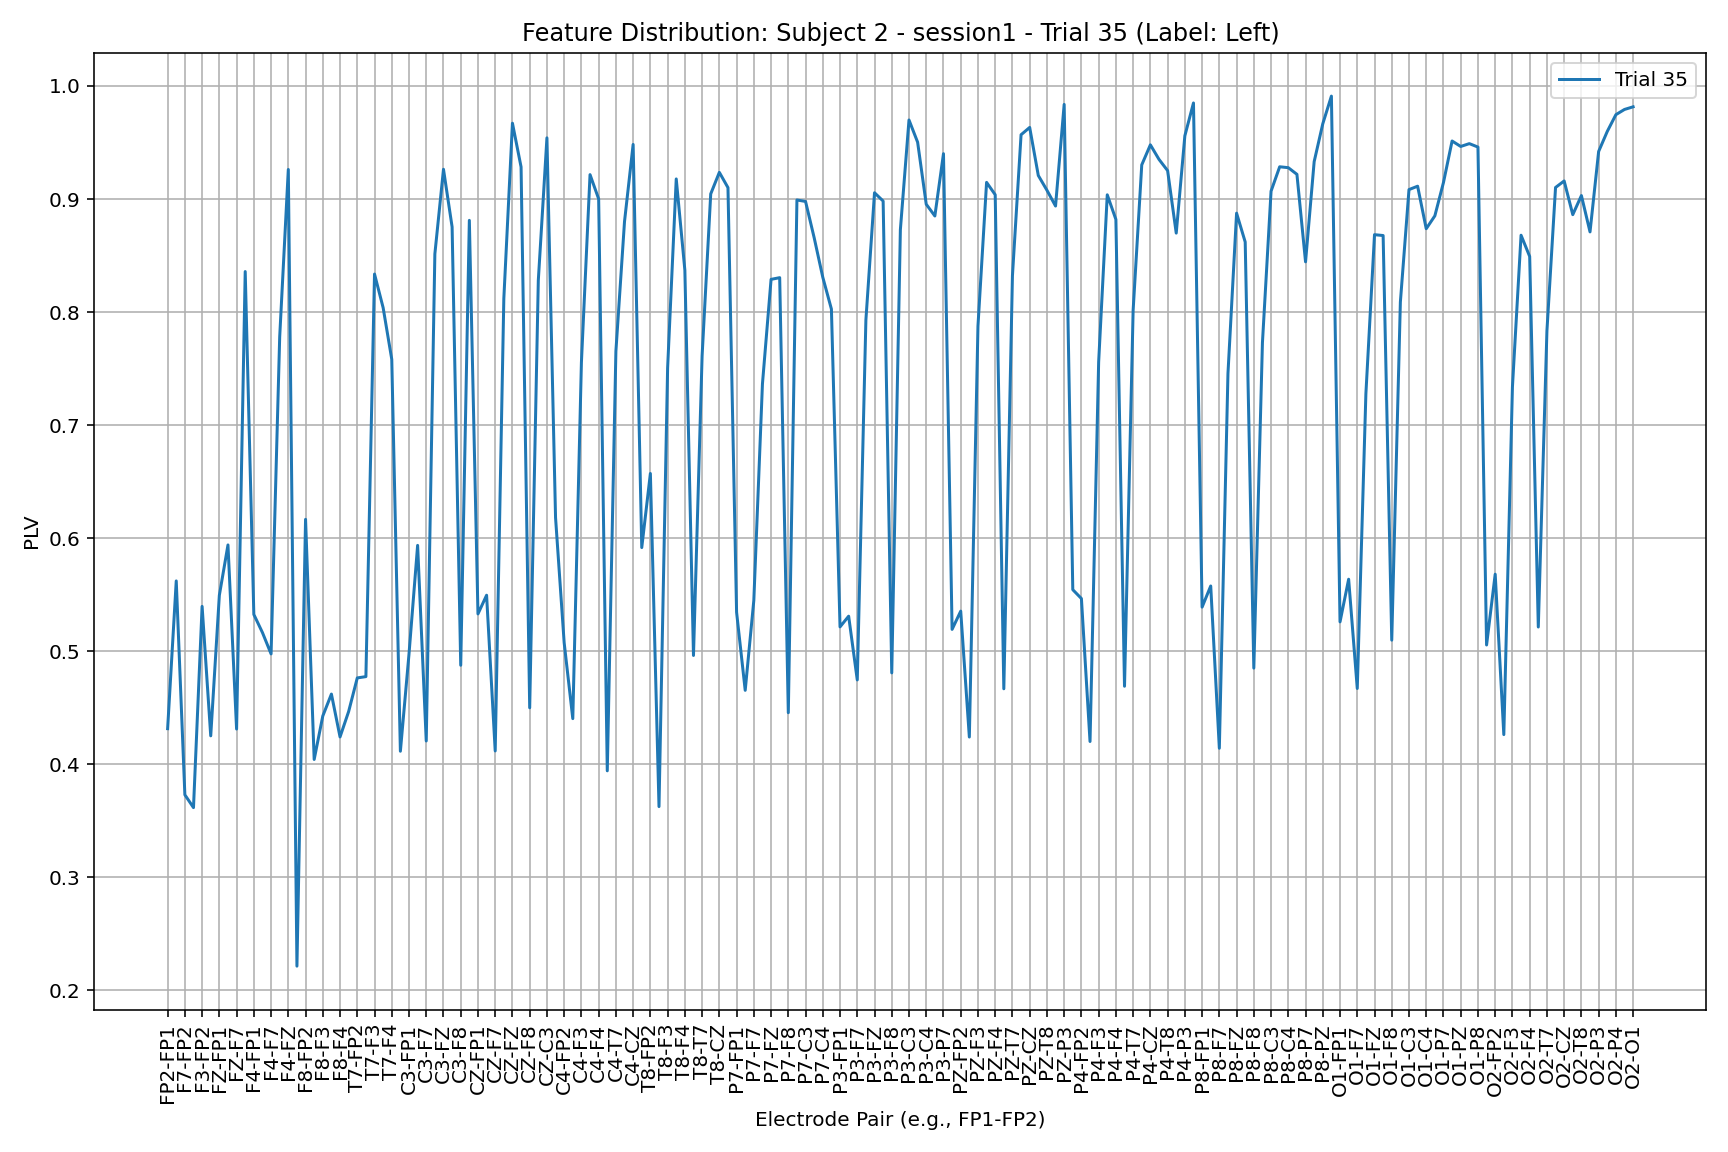 Feature Distribution: Subject 2 - session1 - Trial 35 (Label: Left)
Trial 35
1.0
0.9
0.8
0.7
0.6
0.5
0.4
0.3
0.2
PLV
FP2-FP1
F7-FP2
F3-FP2
FZ-FP1
FZ-F7
F4-FP1
F4-F7
F4-FZ
F8-FP2
F8-F3
F8-F4
T7-FP2
T7-F3
T7-F4
C3-FP1
C3-F7
C3-FZ
C3-F8
CZ-FP1
CZ-F7
CZ-FZ
CZ-F8
CZ-C3
C4-FP2
C4-F3
C4-F4
C4-T7
C4-CZ
T8-FP2
T8-F3
T8-F4
T8-T7
T8-CZ
P7-FP1
P7-F7
P7-FZ
P7-F8
P7-C3
P7-C4
P3-FP1
P3-F7
P3-FZ
P3-F8
P3-C3
P3-C4
P3-P7
PZ-FP2
PZ-F3
PZ-F4
PZ-T7
PZ-CZ
PZ-T8
PZ-P3
P4-FP2
P4-F3
P4-F4
P4-T7
P4-CZ
P4-T8
P4-P3
P8-FP1
P8-F7
P8-FZ
P8-F8
P8-C3
P8-C4
P8-P7
P8-PZ
O1-FP1
O1-F7
O1-FZ
O1-F8
O1-C3
O1-C4
O1-P7
O1-PZ
O1-P8
O2-FP2
O2-F3
O2-F4
O2-T7
O2-CZ
O2-T8
O2-P3
O2-P4
O2-O1
Electrode Pair (e.g., FP1-FP2)